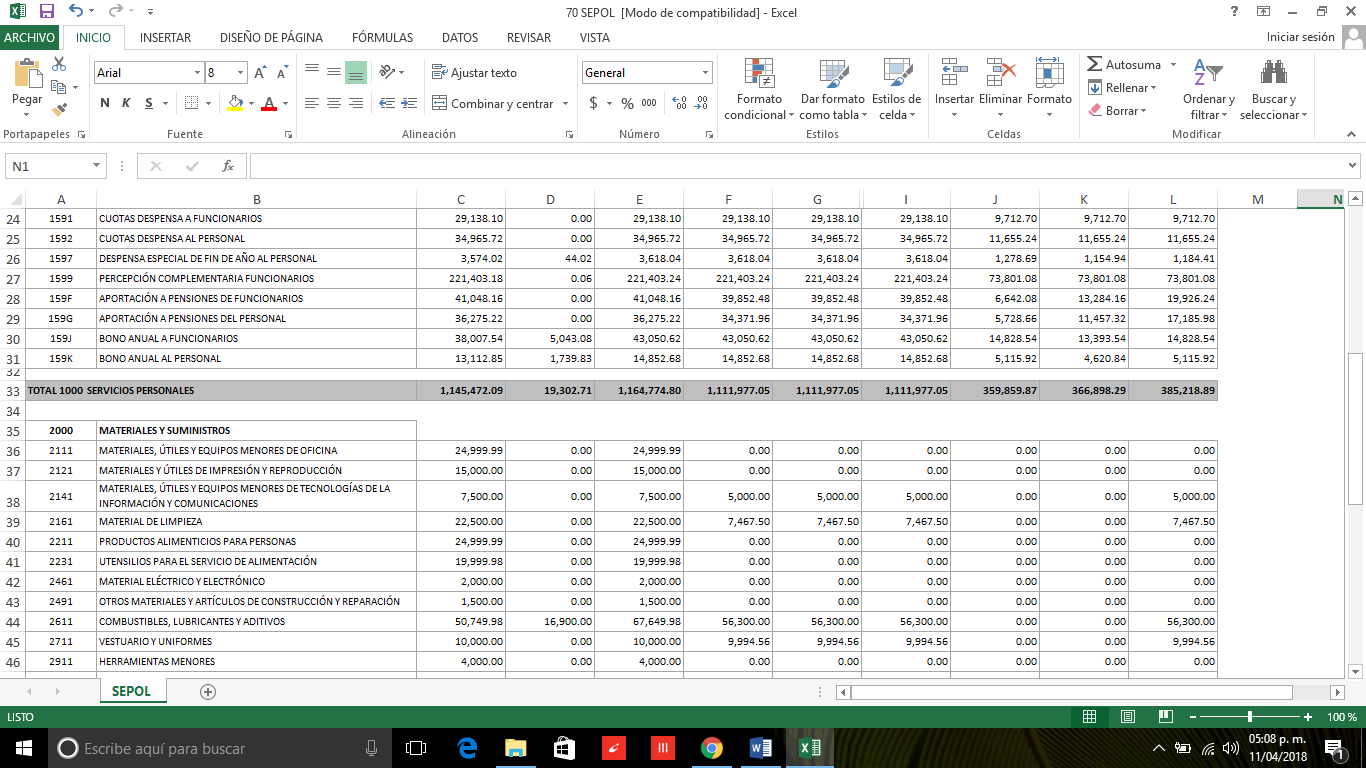 70 SEPOL  [Modo de compatibilidad] - Excel
ARCHIVO INICIO INSERTAR DISEÑO DE PÁGINA FÓRMULAS DATOS REVISAR VISTA Iniciar sesión
Pegar Arial 8 Ajustar texto General Formato condicional Dar formato como tabla Estilos de celda Insertar Eliminar Formato Autosuma Rellenar Borrar Ordenar y filtrar Buscar y seleccionar
N K S A Combinar y centrar $ % 000
Portapapeles Fuente Alineación Número Estilos Celdas Modificar
N1 fx
A B C D E F G I J K L M N
24 1591 CUOTAS DESPENSA A FUNCIONARIOS 29,138.10 0.00 29,138.10 29,138.10 29,138.10 29,138.10 9,712.70 9,712.70 9,712.70
25 1592 CUOTAS DESPENSA AL PERSONAL 34,965.72 0.00 34,965.72 34,965.72 34,965.72 34,965.72 11,655.24 11,655.24 11,655.24
26 1597 DESPENSA ESPECIAL DE FIN DE AÑO AL PERSONAL 3,574.02 44.02 3,618.04 3,618.04 3,618.04 3,618.04 1,278.69 1,154.94 1,184.41
27 1599 PERCEPCIÓN COMPLEMENTARIA FUNCIONARIOS 221,403.18 0.06 221,403.24 221,403.24 221,403.24 221,403.24 73,801.08 73,801.08 73,801.08
28 159F APORTACIÓN A PENSIONES DE FUNCIONARIOS 41,048.16 0.00 41,048.16 39,852.48 39,852.48 39,852.48 6,642.08 13,284.16 19,926.24
29 159G APORTACIÓN A PENSIONES DEL PERSONAL 36,275.22 0.00 36,275.22 34,371.96 34,371.96 34,371.96 5,728.66 11,457.32 17,185.98
30 159J BONO ANUAL A FUNCIONARIOS 38,007.54 5,043.08 43,050.62 43,050.62 43,050.62 43,050.62 14,828.54 13,393.54 14,828.54
31 159K BONO ANUAL AL PERSONAL 13,112.85 1,739.83 14,852.68 14,852.68 14,852.68 14,852.68 5,115.92 4,620.84 5,115.92
32
33 TOTAL 1000 SERVICIOS PERSONALES 1,145,472.09 19,302.71 1,164,774.80 1,111,977.05 1,111,977.05 1,111,977.05 359,859.87 366,898.29 385,218.89
34
35 2000 MATERIALES Y SUMINISTROS
36 2111 MATERIALES, ÚTILES Y EQUIPOS MENORES DE OFICINA 24,999.99 0.00 24,999.99 0.00 0.00 0.00 0.00 0.00 0.00
37 2121 MATERIALES Y ÚTILES DE IMPRESIÓN Y REPRODUCCIÓN 15,000.00 0.00 15,000.00 0.00 0.00 0.00 0.00 0.00 0.00
38 2141 MATERIALES, ÚTILES Y EQUIPOS MENORES DE TECNOLOGÍAS DE LA
INFORMACIÓN Y COMUNICACIONES 7,500.00 0.00 7,500.00 5,000.00 5,000.00 5,000.00 0.00 0.00 5,000.00
39 2161 MATERIAL DE LIMPIEZA 22,500.00 0.00 22,500.00 7,467.50 7,467.50 7,467.50 0.00 0.00 7,467.50
40 2211 PRODUCTOS ALIMENTICIOS PARA PERSONAS 24,999.99 0.00 24,999.99 0.00 0.00 0.00 0.00 0.00 0.00
41 2231 UTENSILIOS PARA EL SERVICIO DE ALIMENTACIÓN 19,999.98 0.00 19,999.98 0.00 0.00 0.00 0.00 0.00 0.00
42 2461 MATERIAL ELÉCTRICO Y ELECTRÓNICO 2,000.00 0.00 2,000.00 0.00 0.00 0.00 0.00 0.00 0.00
43 2491 OTROS MATERIALES Y ARTÍCULOS DE CONSTRUCCIÓN Y REPARACIÓN 1,500.00 0.00 1,500.00 0.00 0.00 0.00 0.00 0.00 0.00
44 2611 COMBUSTIBLES, LUBRICANTES Y ADITIVOS 50,749.98 16,900.00 67,649.98 56,300.00 56,300.00 56,300.00 0.00 0.00 56,300.00
45 2711 VESTUARIO Y UNIFORMES 10,000.00 0.00 10,000.00 9,994.56 9,994.56 9,994.56 0.00 0.00 9,994.56
46 2911 HERRAMIENTAS MENORES 4,000.00 0.00 4,000.00 0.00 0.00 0.00 0.00 0.00 0.00
SEPOL
LISTO 100 %
Escribe aquí para buscar 05:08 p. m.
11/04/2018 1